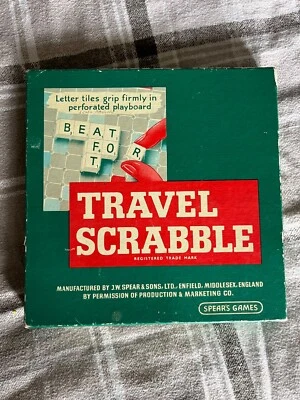 Letter tiles grip firmly in
perforated playboard
BEAT
FOR
FT
TRAVEL
SCRABBLE
REGISTERED TRADE MARK
MANUFACTURED BY J.W. SPEAR & SONS, LTD., ENFIELD, MIDDLESEX, ENGLAND
BY PERMISSION OF PRODUCTION & MARKETING CO.
SPEAR'S GAMES